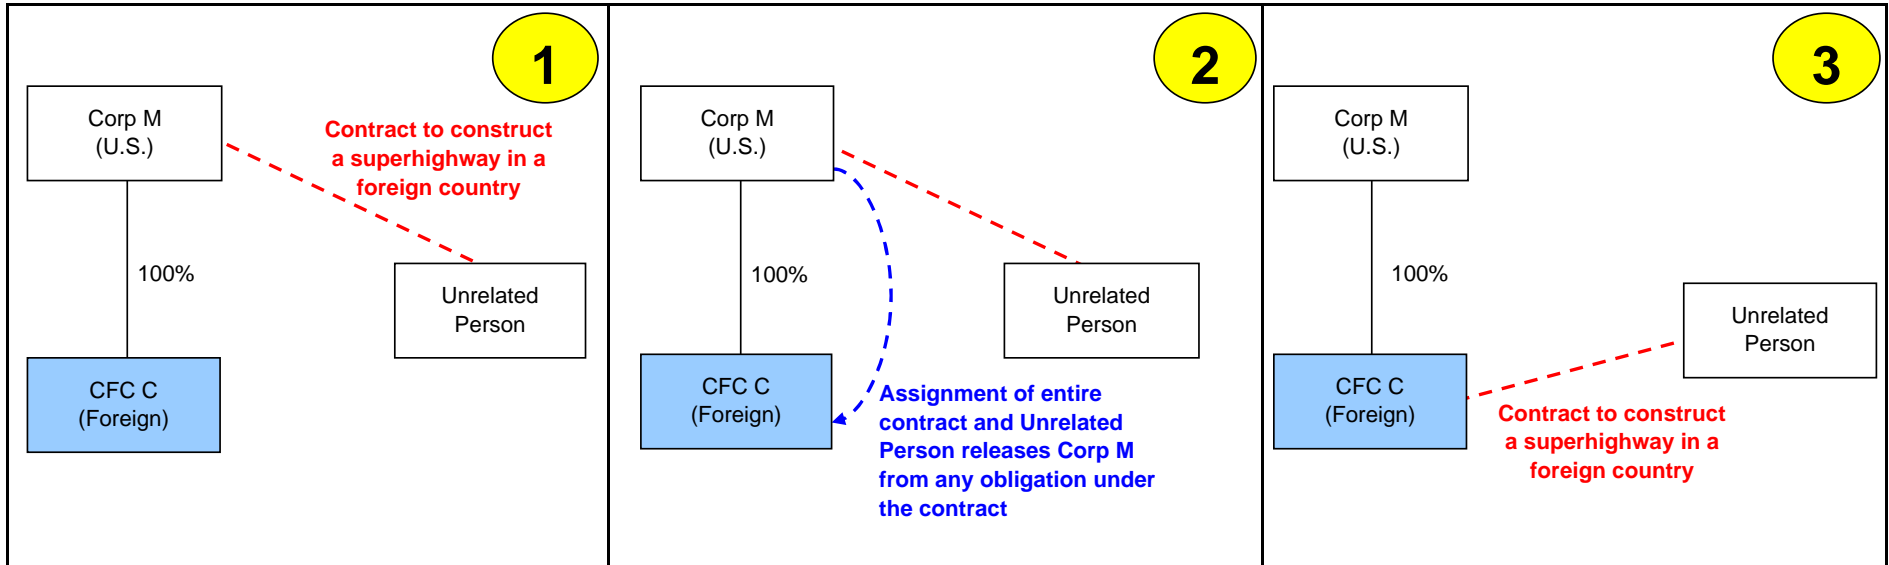 1
Corp M
(U.S.)
Contract to construct
a superhighway in a
foreign country
100%
Unrelated
Person
CFC C
(Foreign)
2
Corp M
(U.S.)
100%
Unrelated
Person
CFC C
(Foreign)
Assignment of entire
contract and Unrelated
Person releases Corp M
from any obligation under
the contract
3
Corp M
(U.S.)
100%
Unrelated
Person
CFC C
(Foreign)
Contract to construct
a superhighway in a
foreign country